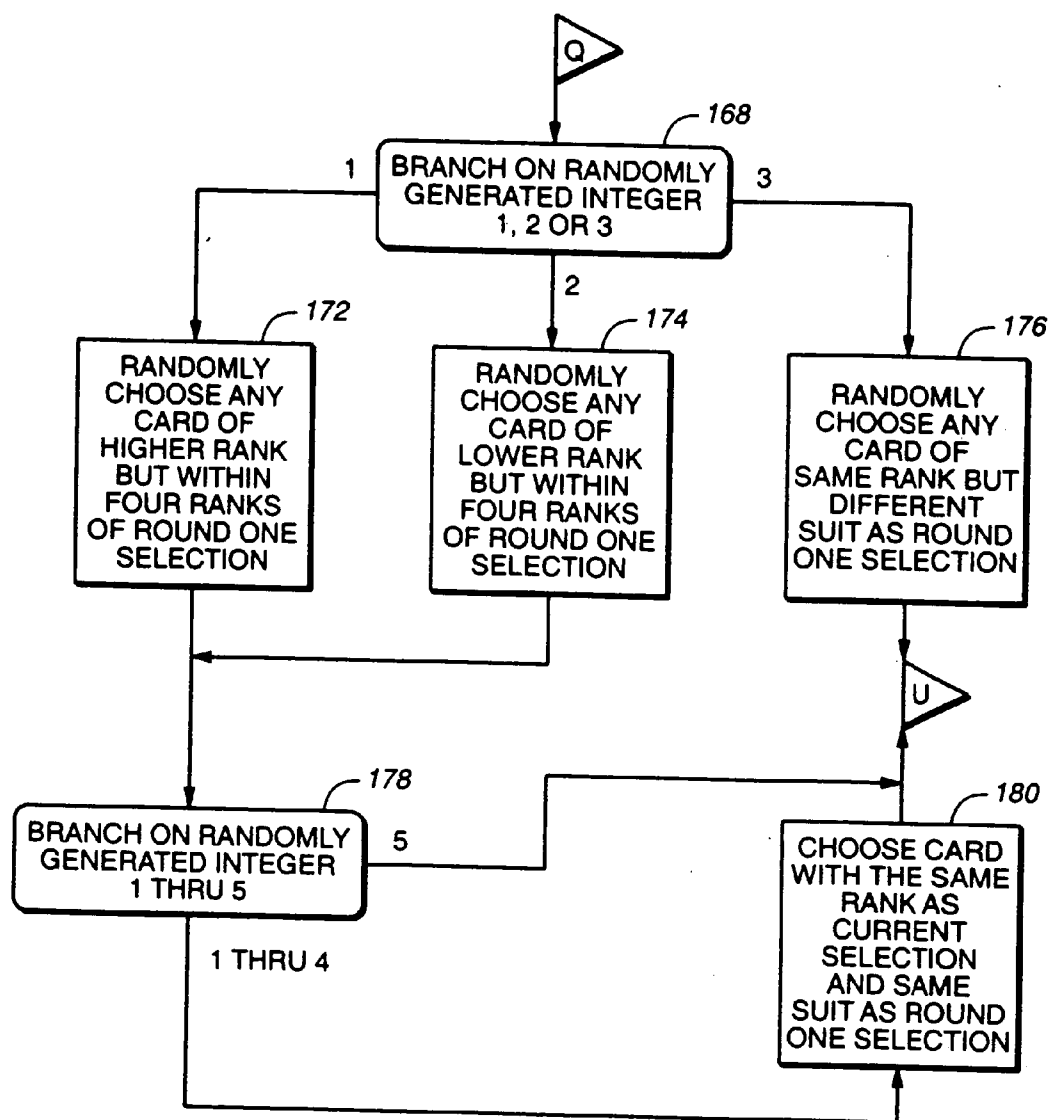 Q
168
BRANCH ON RANDOMLY
GENERATED INTEGER
1, 2 OR 3
1
3
2
172
RANDOMLY
CHOOSE ANY
CARD OF
HIGHER RANK
BUT WITHIN
FOUR RANKS
OF ROUND ONE
SELECTION
174
RANDOMLY
CHOOSE ANY
CARD OF
LOWER RANK
BUT WITHIN
FOUR RANKS
OF ROUND ONE
SELECTION
176
RANDOMLY
CHOOSE ANY
CARD OF
SAME RANK BUT
DIFFERENT
SUIT AS ROUND
ONE SELECTION
U
178
BRANCH ON RANDOMLY
GENERATED INTEGER
1 THRU 5
5
1 THRU 4
180
CHOOSE CARD
WITH THE SAME
RANK AS
CURRENT
SELECTION
AND SAME
SUIT AS ROUND
ONE SELECTION